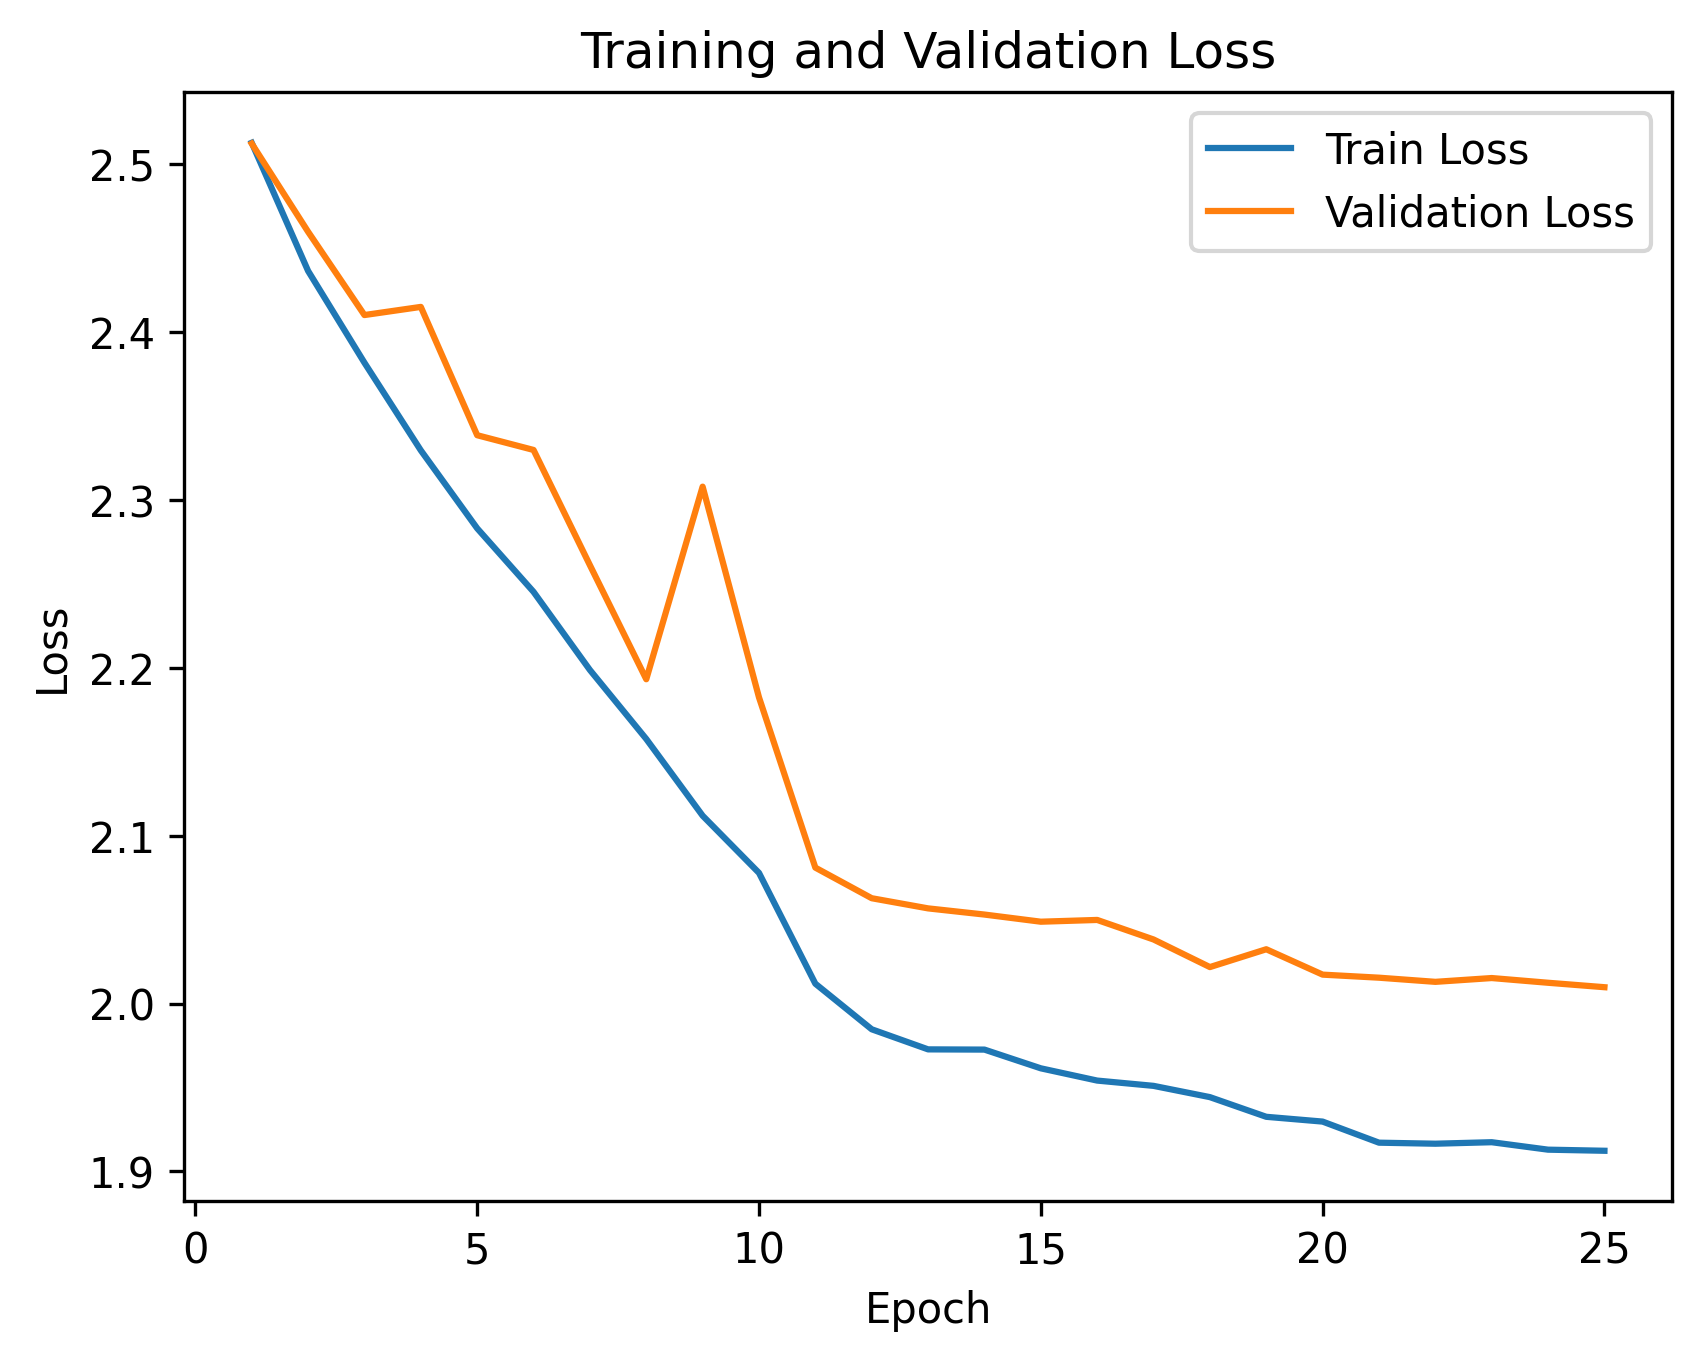 Training and Validation Loss
Train Loss
Validation Loss
2.5
2.4
2.3
2.2
2.1
2.0
1.9
Loss
0 5 10 15 20 25
Epoch